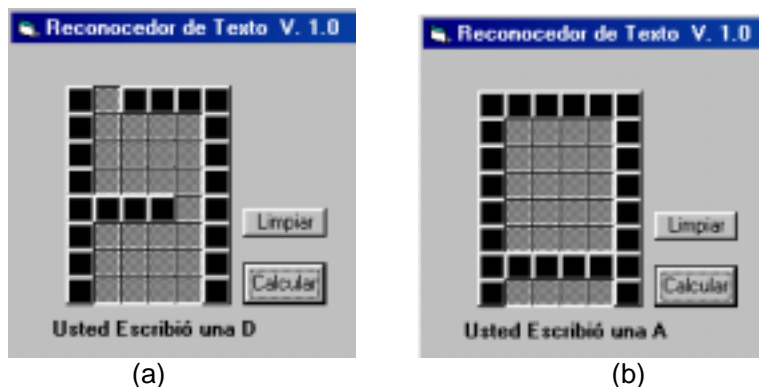 Reconocedor de Texto V. 1.0
Limpiar
Calcular
Usted Escribió una D
(a)
Reconocedor de Texto V. 1.0
Limpiar
Calcular
Usted Escribió una A
(b)